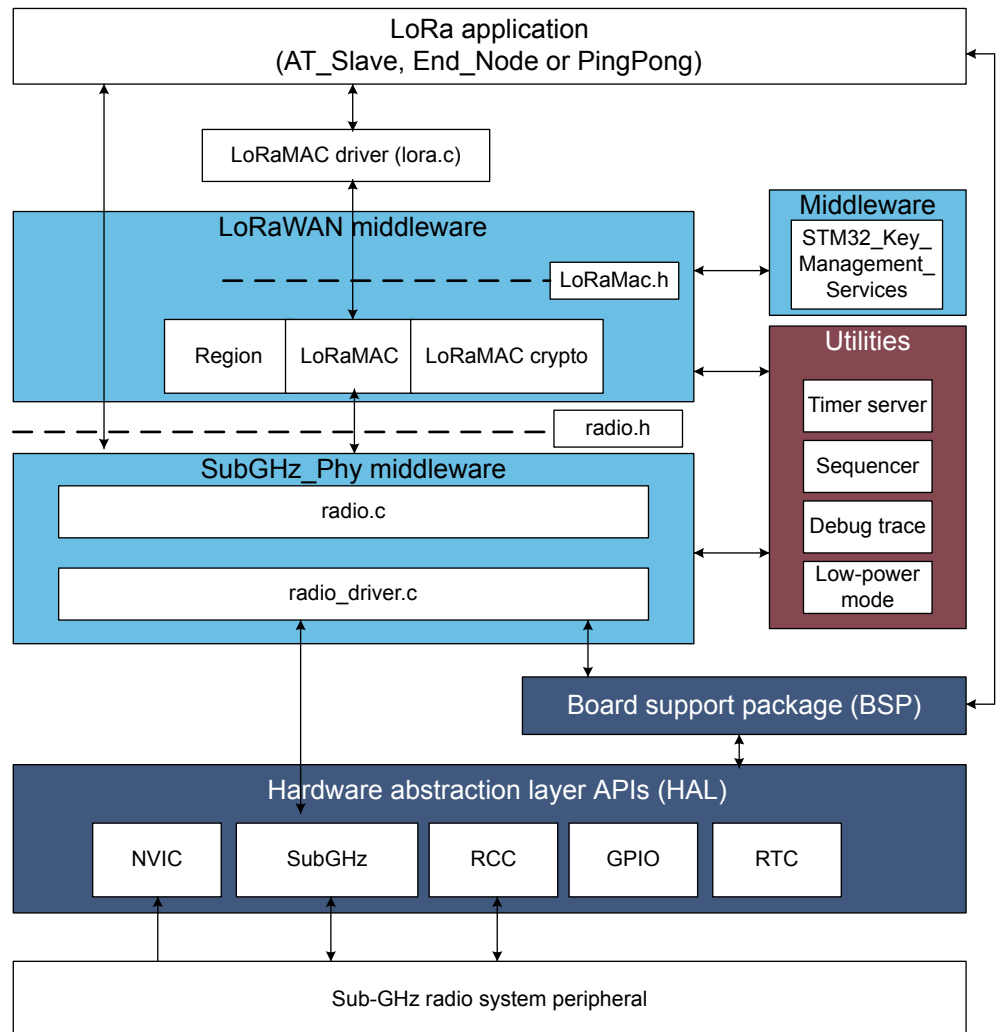 LoRa application
(AT_Slave, End_Node or PingPong)
LoRaMAC driver (lora.c)
LoRaWAN middleware
LoRaMac.h
Region
LoRaMAC
LoRaMAC crypto
Middleware
STM32_Key_
Management_
Services
Utilities
Timer server
Sequencer
Debug trace
Low-power
mode
radio.h
SubGHz_Phy middleware
radio.c
radio_driver.c
Board support package (BSP)
Hardware abstraction layer APIs (HAL)
NVIC
SubGHz
RCC
GPIO
RTC
Sub-GHz radio system peripheral